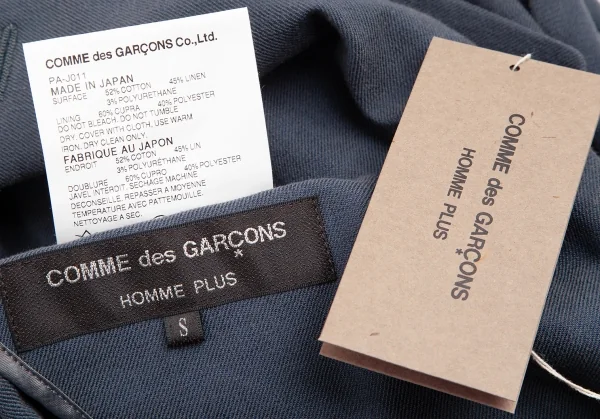 COMME des GARÇONS Co., Ltd.
PA-J011
MADE IN JAPAN
SURFACE 52%COTTON 45%LINEN
3%POLYURETHANE
LINING 60%CUPRA 40%POLYESTER
DO NOT BLEACH. DO NOT TUMBLE
DRY. COVER WITH CLOTH, USE WARM
IRON. DRY CLEAN ONLY.
FABRIQUÉ AU JAPON
ENDROIT 52%COTON 45%LIN
3%POLYURÉTHANE
DOUBLURE 60%CUPRA 40%POLYESTER
JAVEL INTERDIT. SECHAGE MACHINE
DECONSEILLE. REPASSER A MOYENNE
TEMPERATURE AVEC PATTEMOUILLE.
NETTOYAGE A SEC.
COMME des GARÇONS
HOMME PLUS
S
COMME des GARÇONS
HOMME PLUS